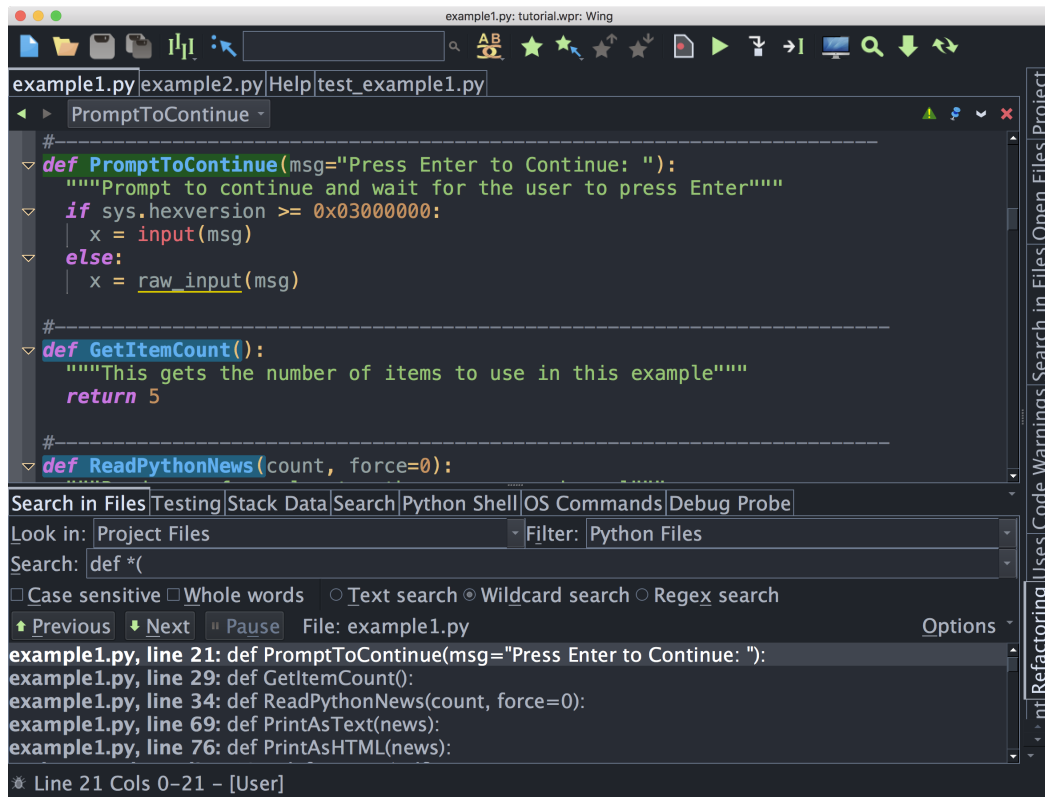 example1.py: tutorial.wpr: Wing
AB
example1.py example2.py Help test_example1.py
PromptToContinue
#----------------------------------------------------------------------
def PromptToContinue(msg="Press Enter to Continue: "):
"""Prompt to continue and wait for the user to press Enter"""
if sys.hexversion >= 0x03000000:
x = input(msg)
else:
x = raw_input(msg)
#-----------------------------------------------------------------------
def GetItemCount():
"""This gets the number of items to use in this example"""
return 5
#-----------------------------------------------------------------------
def ReadPythonNews(count, force=0):
Search in Files Testing Stack Data Search Python Shell OS Commands Debug Probe
Look in: Project Files Filter: Python Files
Search: def *(
Case sensitive Whole words Text search Wildcard search Regex search
Previous Next Pause File: example1.py Options
example1.py, line 21: def PromptToContinue(msg="Press Enter to Continue: "):
example1.py, line 29: def GetItemCount():
example1.py, line 34: def ReadPythonNews(count, force=0):
example1.py, line 69: def PrintAsText(news):
example1.py, line 76: def PrintAsHTML(news):
Line 21 Cols 0-21 - [User]
Project
Open Files
Search in Files
Code Warnings
Uses
Refactoring